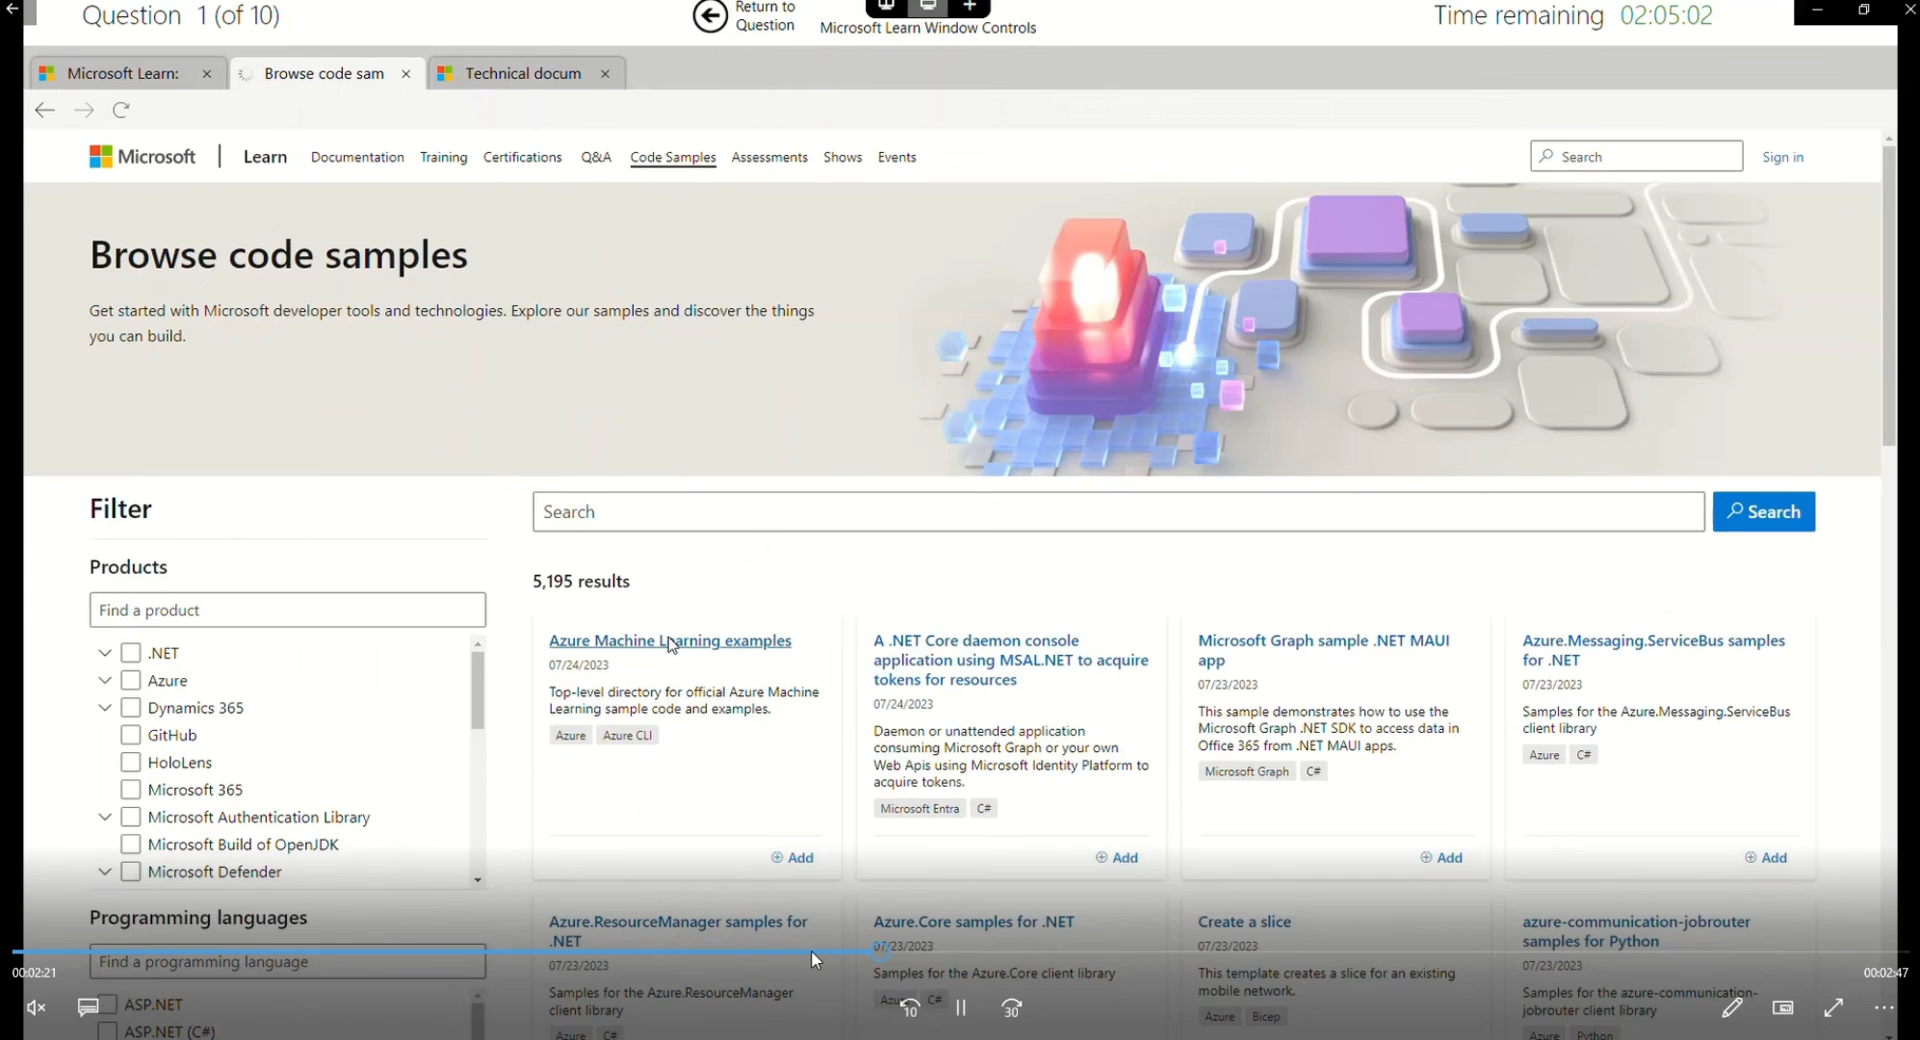 Question 1 (of 10)
Return to
Question
Microsoft Learn Window Controls
Time remaining 02:05:02
Microsoft Learn:
Browse code sam
Technical docum
Microsoft
Learn
Documentation
Training
Certifications
Q&A
Code Samples
Assessments
Shows
Events
Search
Sign in
Browse code samples
Get started with Microsoft developer tools and technologies. Explore our samples and discover the things
you can build.
Filter
Search
Search
Products
Find a product
.NET
Azure
Dynamics 365
GitHub
HoloLens
Microsoft 365
Microsoft Authentication Library
Microsoft Build of OpenJDK
Microsoft Defender
Programming languages
Find a programming language
ASP.NET
ASP.NET (C#)
5,195 results
Azure Machine Learning examples
07/24/2023
Top-level directory for official Azure Machine
Learning sample code and examples.
Azure
Azure CLI
Add
A .NET Core daemon console
application using MSAL.NET to acquire
tokens for resources
07/24/2023
Daemon or unattended application
consuming Microsoft Graph or your own
Web Apis using Microsoft Identity Platform to
acquire tokens.
Microsoft Entra
C#
Add
Microsoft Graph sample .NET MAUI
app
07/23/2023
This sample demonstrates how to use the
Microsoft Graph .NET SDK to access data in
Office 365 from .NET MAUI apps.
Microsoft Graph
C#
Add
Azure.Messaging.ServiceBus samples
for .NET
07/23/2023
Samples for the Azure.Messaging.ServiceBus
client library
Azure
C#
Add
Azure.ResourceManager samples for
.NET
07/23/2023
Samples for the Azure.ResourceManager
client library
Azure
C#
Azure.Core samples for .NET
07/23/2023
Samples for the Azure.Core client library
C#
Create a slice
07/23/2023
This template creates a slice for an existing
mobile network.
Azure
Bicep
azure-communication-jobrouter
samples for Python
07/23/2023
Samples for the azure-communication-
jobrouter client library
Azure
Python
00:02:21
00:02:47
10
30